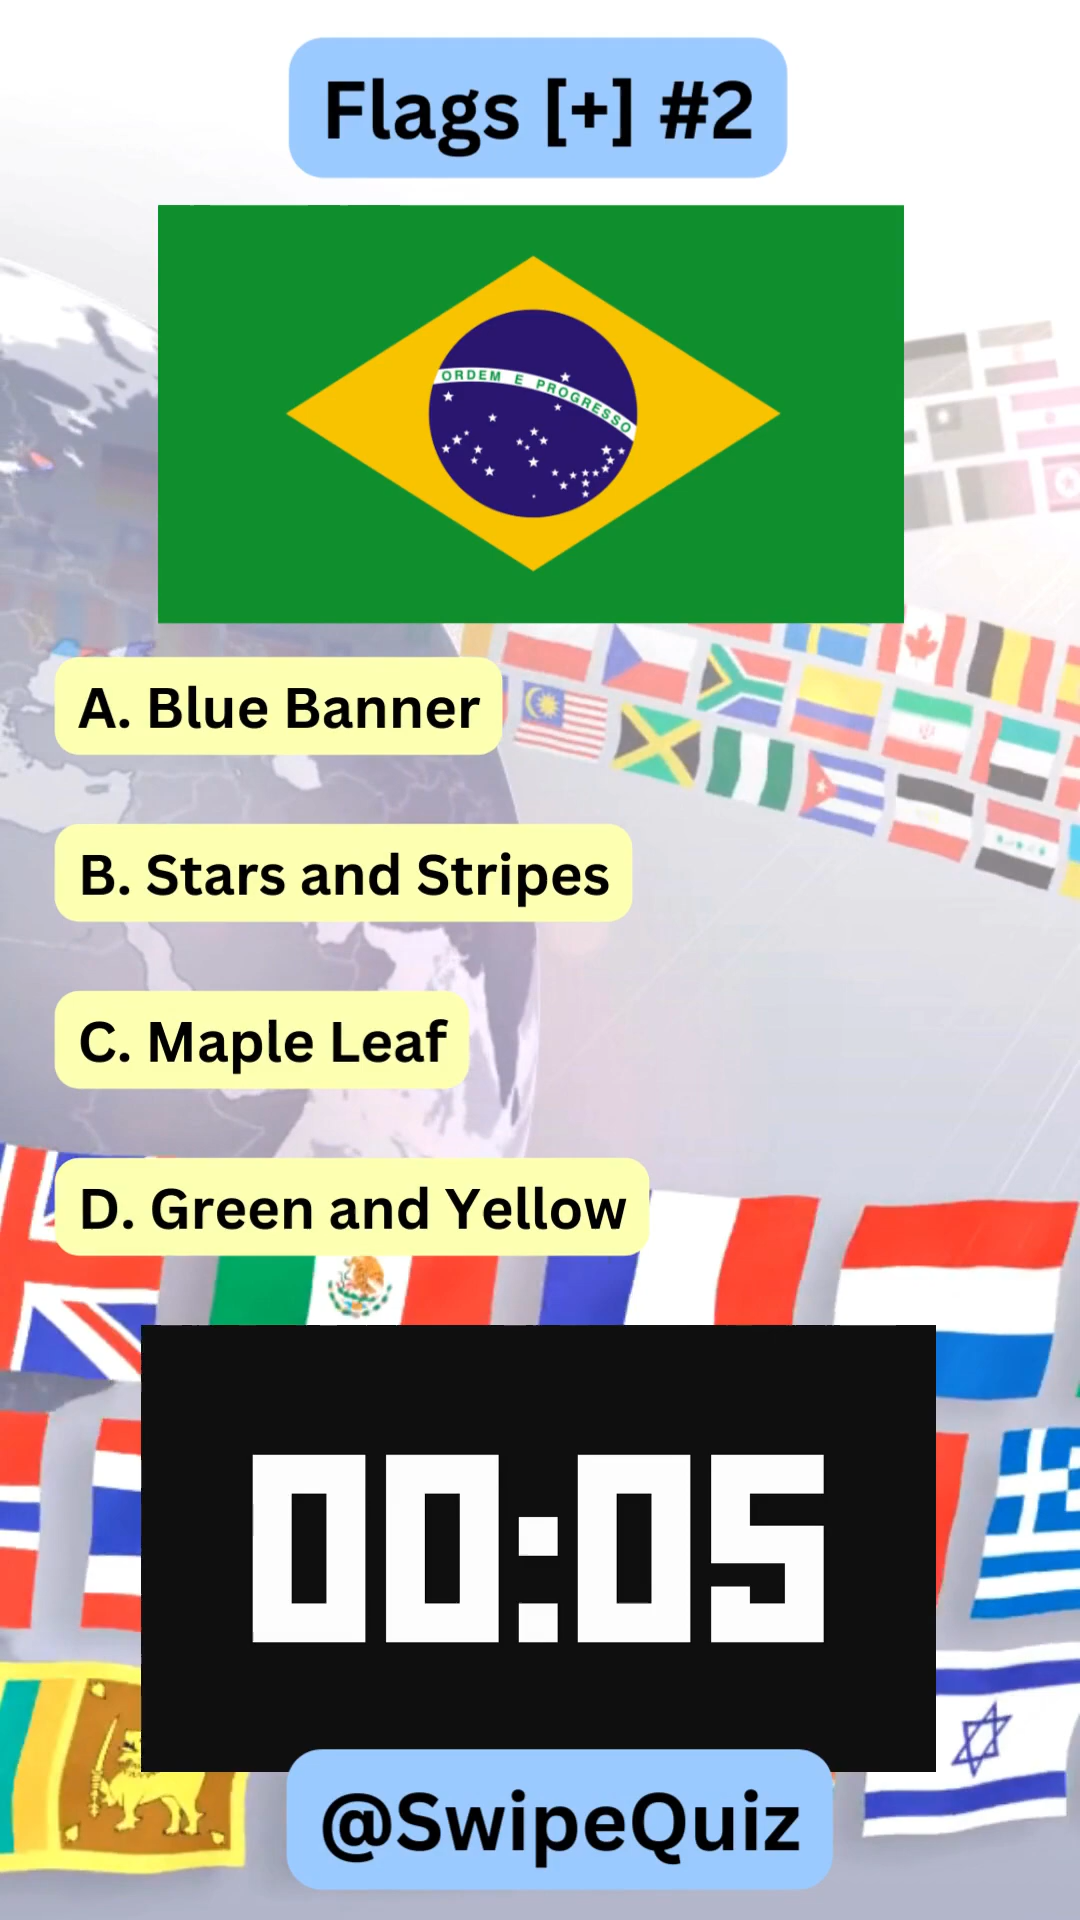 Flags [+] #2
ORDEM E PROGRESSO
A. Blue Banner
B. Stars and Stripes
C. Maple Leaf
D. Green and Yellow
00:05
@SwipeQuiz